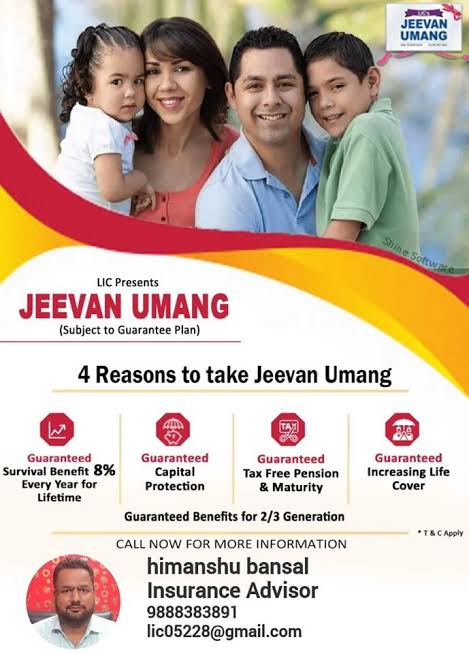 LIC's
JEEVAN
UMANG
Shine Software
LIC Presents
JEEVAN UMANG
(Subject to Guarantee Plan)
4 Reasons to take Jeevan Umang
TAX
Guaranteed
Survival Benefit 8%
Every Year for
Lifetime
Guaranteed
Capital
Protection
Guaranteed
Tax Free Pension
& Maturity
Guaranteed
Increasing Life
Cover
Guaranteed Benefits for 2/3 Generation
* T & C Apply
CALL NOW FOR MORE INFORMATION
himanshu bansal
Insurance Advisor
9888383891
lic05228@gmail.com